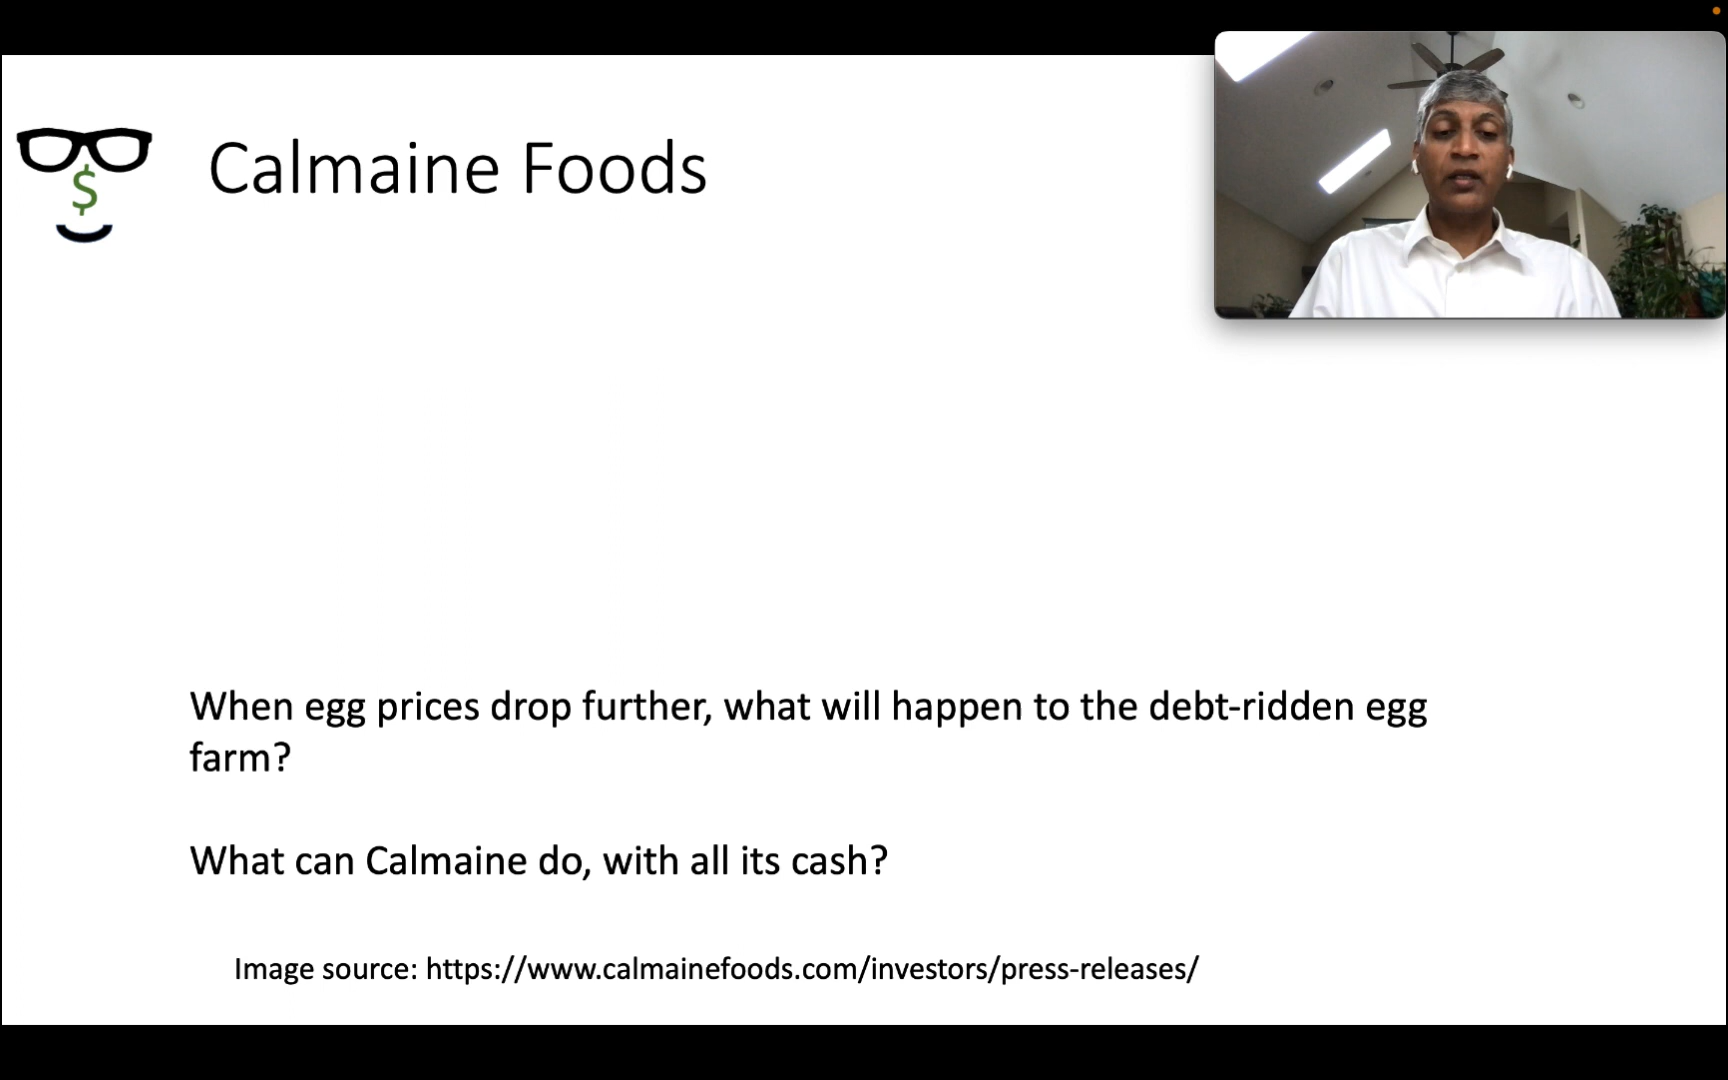 $
Calmaine Foods
When egg prices drop further, what will happen to the debt-ridden egg
farm?
What can Calmaine do, with all its cash?
Image source: https://www.calmainefoods.com/investors/press-releases/